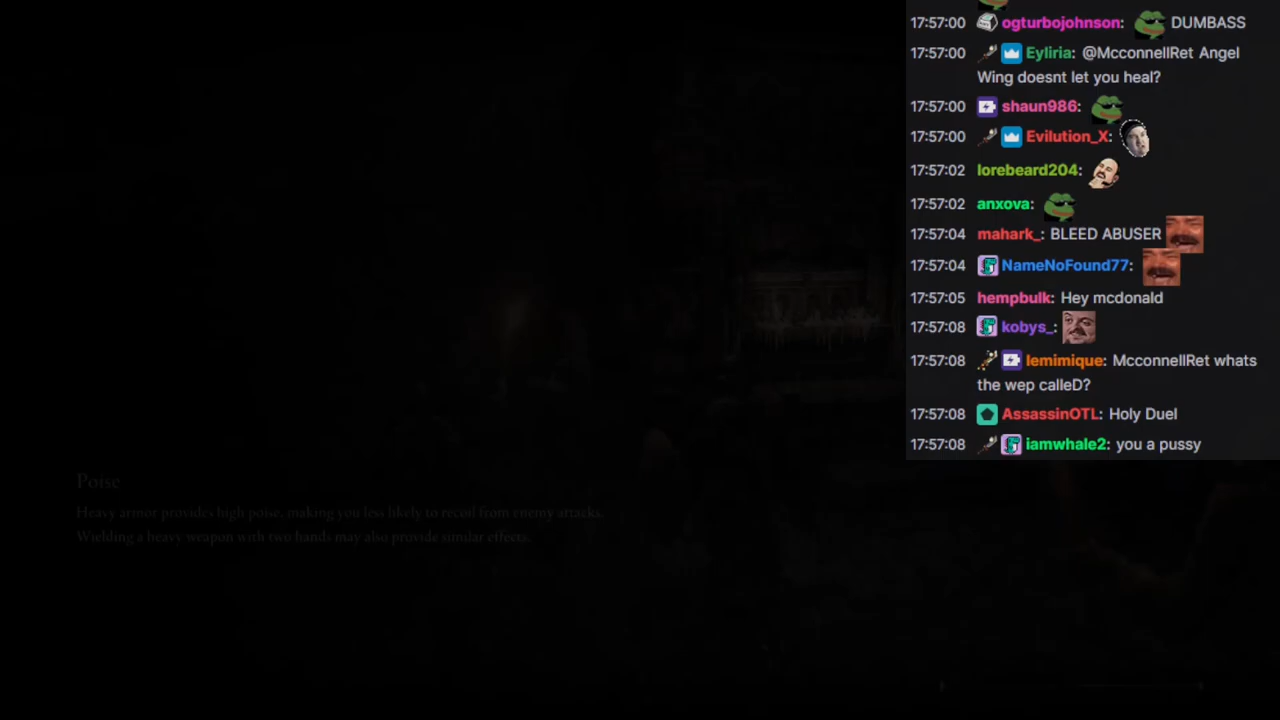 17:57:00 ogturbojohnson: DUMBASS
17:57:00 Eyliria: @McconnellRet Angel
Wing doesnt let you heal?
17:57:00 shaun986:
17:57:00 Evilution_X:
17:57:02 lorebeard204:
17:57:02 anxova:
17:57:04 mahark_: BLEED ABUSER
17:57:04 NameNoFound77:
17:57:05 hempbulk: Hey mcdonald
17:57:08 kobys_:
17:57:08 lemimique: McconnellRet whats
the wep calleD?
17:57:08 AssassinOTL: Holy Duel
17:57:08 iamwhale2: you a pussy
Poise
Heavy armor provides high poise, making you less likely to recoil from enemy attacks.
Wielding a heavy weapon with two hands may also provide similar effects.